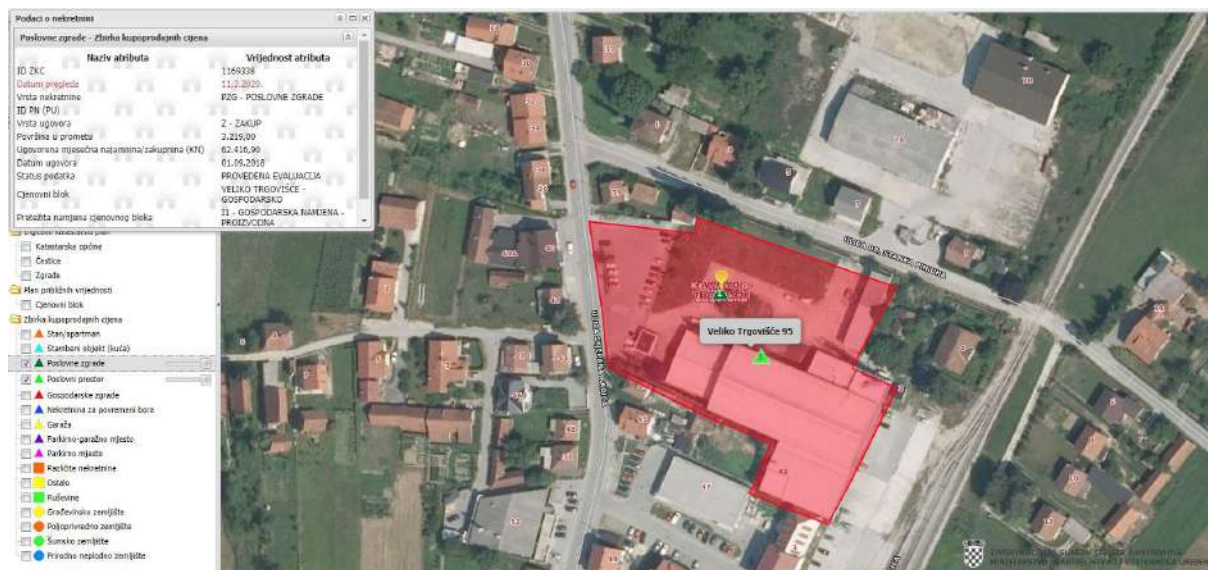 Podaci o nekretnini
Poslovne zgrade - Zbirka kupoprodajnih cijena
Naziv atributa Vrijednost atributa
ID ZKC 1169338
Datum pregleda 11.2.2020.
Vrsta nekretnine PZG - POSLOVNE ZGRADE
ID PN (PU)
Vrsta ugovora Z - ZAKUP
Površina u prometu 2.219,00
Ugovorena mjesečna najamnina/zakupnina (KN) 62.416,90
Datum ugovora 01.09.2018
Status podatka PROVEDENA EVALUACIJA
Cjenovni blok VELIKO TRGOVIŠĆE -
GOSPODARSKO
Pretežita namjena cjenovnog bloka I1 - GOSPODARSKA NAMJENA -
PROIZVODNA
Katastarske općine
Čestice
Zgrade
Plan približnih vrijednosti
Cjenovni blok
Zbirka kupoprodajnih cijena
Stan/apartman
Stambeni objekt (kuća)
Poslovne zgrade
Poslovni prostor
Gospodarske zgrade
Nekretnina za povremeni bora
Garaža
Parkirno-garažno mjesto
Parkirno mjesto
Različite nekretnine
Ostalo
Ruševine
Građevinsko zemljište
Poljoprivredno zemljište
Šumsko zemljište
Prirodno neplodno zemljište
Veliko Trgovišće 95